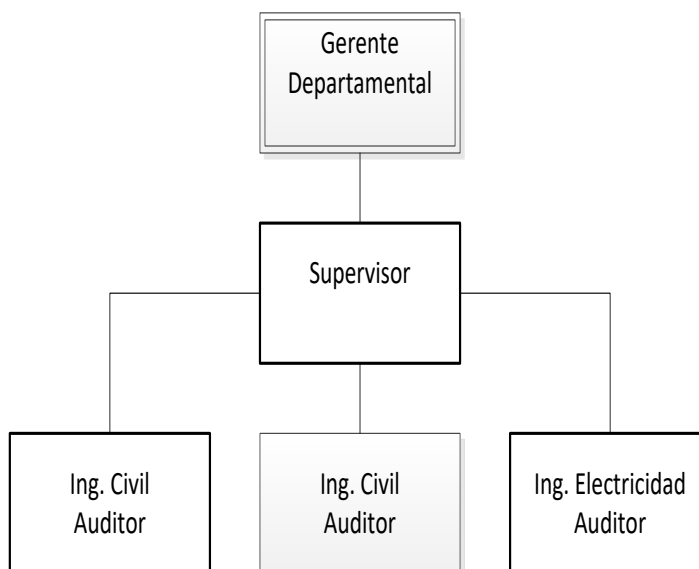 Gerente
Departamental
Supervisor
Ing. Civil
Auditor
Ing. Civil
Auditor
Ing. Electricidad
Auditor